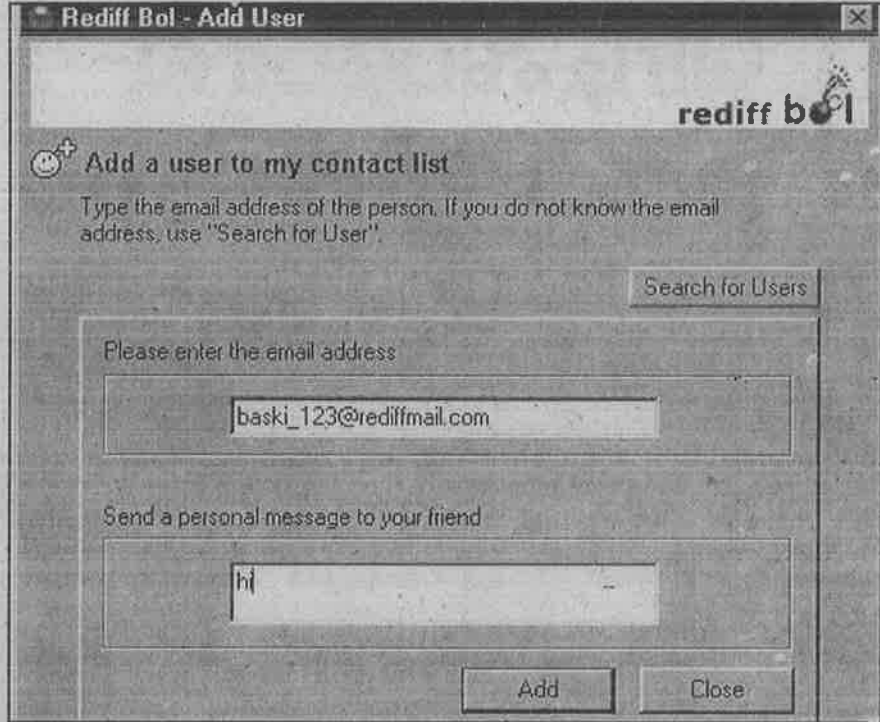 Rediff Bol - Add User
rediff bol
Add a user to my contact list
Type the email address of the person. If you do not know the email
address, use "Search for User".
Search for Users
Please enter the email address
baski_123@rediffmail.com
Send a personal message to your friend
hi
Add
Close